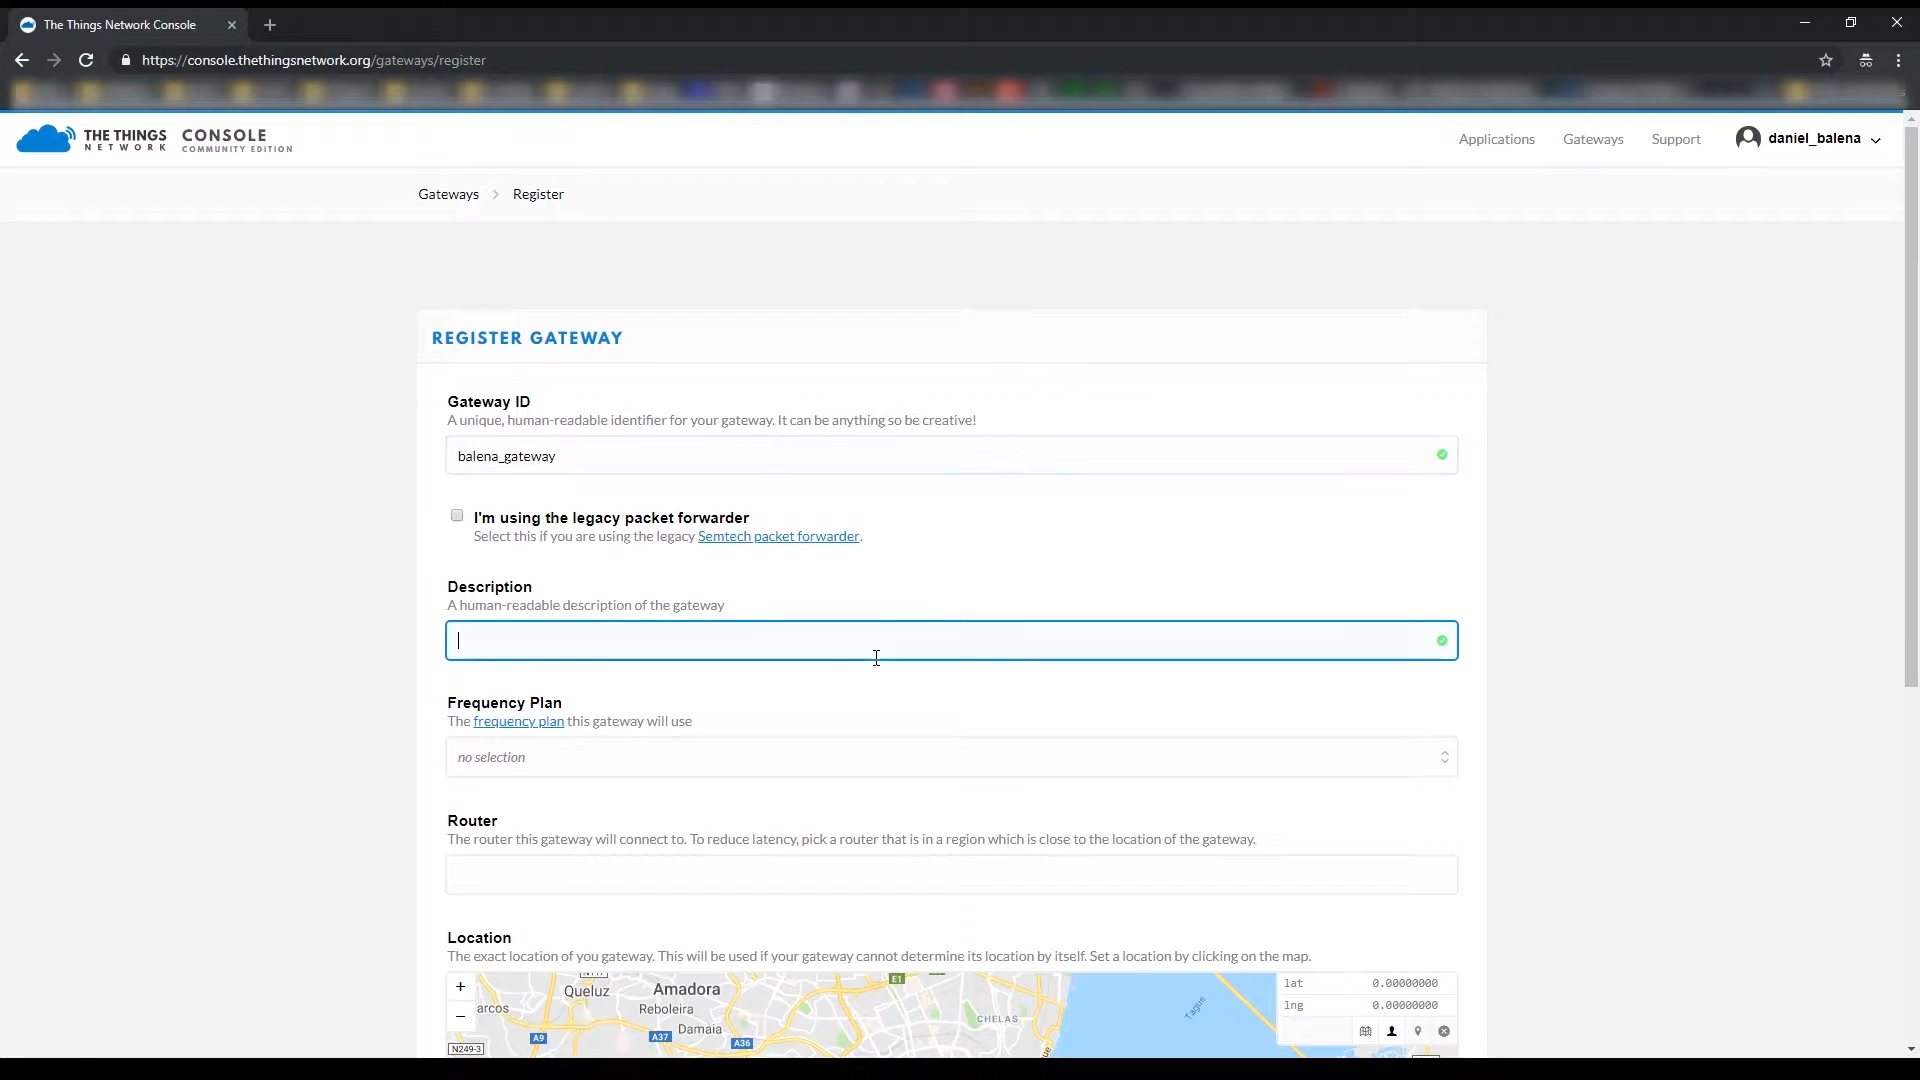 The Things Network Console
https://console.thethingsnetwork.org/gateways/register
THE THINGS NETWORK
CONSOLE COMMUNITY EDITION
Applications
Gateways
Support
daniel_balena
Gateways > Register
REGISTER GATEWAY
Gateway ID
A unique, human-readable identifier for your gateway. It can be anything so be creative!
balena_gateway
I'm using the legacy packet forwarder
Select this if you are using the legacy Semtech packet forwarder.
Description
A human-readable description of the gateway
Frequency Plan
The frequency plan this gateway will use
no selection
Router
The router this gateway will connect to. To reduce latency, pick a router that is in a region which is close to the location of the gateway.
Location
The exact location of you gateway. This will be used if your gateway cannot determine its location by itself. Set a location by clicking on the map.
+
−
N117
Queluz
Amadora
arcos
Reboleira
Damaia
A9
A37
A36
N249-3
E1
CHELAS
Tagus
lat 0.00000000
lng 0.00000000